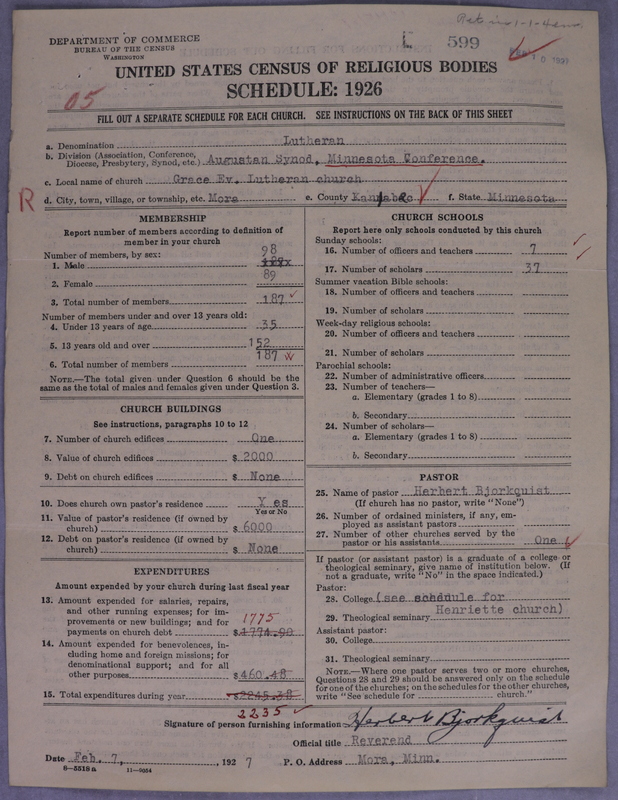 Ret in 1-1-4
DEPARTMENT OF COMMERCE
BUREAU OF THE CENSUS
WASHINGTON
L 599
UNITED STATES CENSUS OF RELIGIOUS BODIES
SCHEDULE: 1926
05
FILL OUT A SEPARATE SCHEDULE FOR EACH CHURCH. SEE INSTRUCTIONS ON THE BACK OF THIS SHEET
a. Denomination Lutheran
b. Division (Association, Conference, Diocese, Presbytery, Synod, etc.) Augustan Synod, Minnesota Conference.
c. Local name of church Grace Ev. Lutheran church
R d. City, town, village, or township, etc. Mora e. County Kanabec f. State Minnesota
MEMBERSHIP
Report number of members according to definition of
member in your church
Number of members, by sex:
98
1. Male 187x
2. Female 89
3. Total number of members 187
Number of members under and over 13 years old:
4. Under 13 years of age 35
5. 13 years old and over 152
6. Total number of members 187
NOTE.—The total given under Question 6 should be the
same as the total of males and females given under Question 3.
CHURCH BUILDINGS
See instructions, paragraphs 10 to 12
7. Number of church edifices One
8. Value of church edifices $ 2000
9. Debt on church edifices $ None
10. Does church own pastor's residence Y es
Yes or No
11. Value of pastor's residence (if owned by
church) $ 6000
12. Debt on pastor's residence (if owned by
church) $ None
EXPENDITURES
Amount expended by your church during last fiscal year
13. Amount expended for salaries, repairs,
and other running expenses; for im-
provements or new buildings; and for 1775
payments on church debt $ 1774.90
14. Amount expended for benevolences, in-
cluding home and foreign missions; for
denominational support; and for all
other purposes $ 460.48
15. Total expenditures during year $ 2245.38
2235
CHURCH SCHOOLS
Report here only schools conducted by this church
Sunday schools:
16. Number of officers and teachers 7
17. Number of scholars 37
Summer vacation Bible schools:
18. Number of officers and teachers
19. Number of scholars
Week-day religious schools:
20. Number of officers and teachers
21. Number of scholars
Parochial schools:
22. Number of administrative officers
23. Number of teachers—
a. Elementary (grades 1 to 8)
b. Secondary
24. Number of scholars—
a. Elementary (grades 1 to 8)
b. Secondary
PASTOR
25. Name of pastor Herbert Bjorkquist
(If church has no pastor, write "None")
26. Number of ordained ministers, if any, em-
ployed as assistant pastors
27. Number of other churches served by the
pastor or his assistants One
If pastor (or assistant pastor) is a graduate of a college or
theological seminary, give name of institution below. (If
not a graduate, write "No" in the space indicated.)
Pastor:
28. College (see schedule for
29. Theological seminary Henriette church)
Assistant pastor:
30. College
31. Theological seminary
NOTE.—Where one pastor serves two or more churches,
Questions 28 and 29 should be answered only on the schedule
for one of the churches; on the schedules for the other churches,
write "See schedule for church."
Signature of person furnishing information Herbert Bjorkquist
Official title Reverend
Date Feb. 7, , 192 7 P. O. Address Mora, Minn.
8—5518a 11—9054